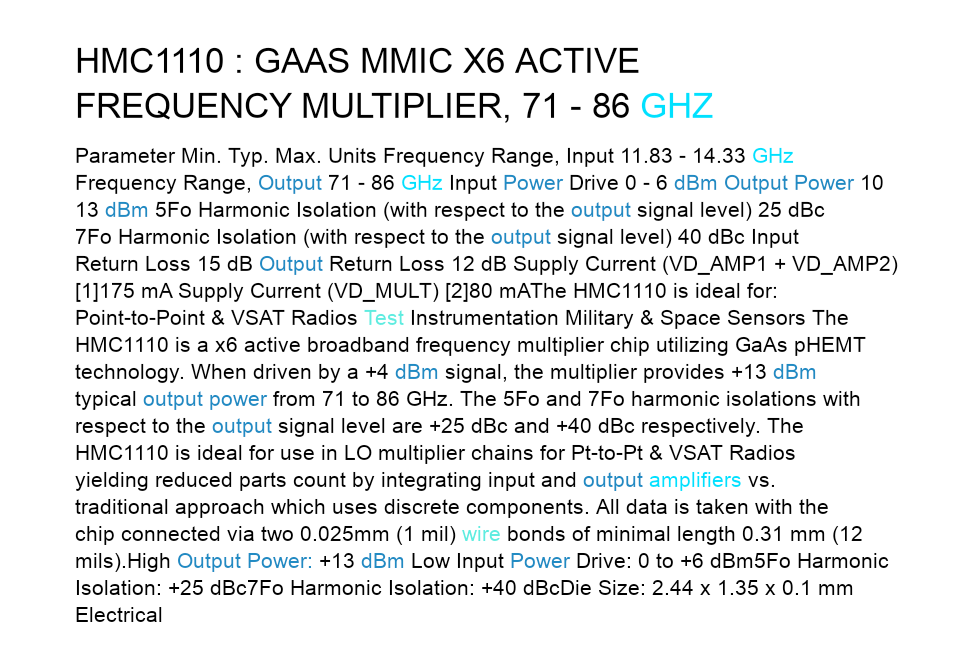 HMC1110 : GAAS MMIC X6 ACTIVE
FREQUENCY MULTIPLIER, 71 - 86 GHZ
Parameter Min. Typ. Max. Units Frequency Range, Input 11.83 - 14.33 GHz
Frequency Range, Output 71 - 86 GHz Input Power Drive 0 - 6 dBm Output Power 10
13 dBm 5Fo Harmonic Isolation (with respect to the output signal level) 25 dBc
7Fo Harmonic Isolation (with respect to the output signal level) 40 dBc Input
Return Loss 15 dB Output Return Loss 12 dB Supply Current (VD_AMP1 + VD_AMP2)
[1]175 mA Supply Current (VD_MULT) [2]80 mAThe HMC1110 is ideal for:
Point-to-Point & VSAT Radios Test Instrumentation Military & Space Sensors The
HMC1110 is a x6 active broadband frequency multiplier chip utilizing GaAs pHEMT
technology. When driven by a +4 dBm signal, the multiplier provides +13 dBm
typical output power from 71 to 86 GHz. The 5Fo and 7Fo harmonic isolations with
respect to the output signal level are +25 dBc and +40 dBc respectively. The
HMC1110 is ideal for use in LO multiplier chains for Pt-to-Pt & VSAT Radios
yielding reduced parts count by integrating input and output amplifiers vs.
traditional approach which uses discrete components. All data is taken with the
chip connected via two 0.025mm (1 mil) wire bonds of minimal length 0.31 mm (12
mils).High Output Power: +13 dBm Low Input Power Drive: 0 to +6 dBm5Fo Harmonic
Isolation: +25 dBc7Fo Harmonic Isolation: +40 dBcDie Size: 2.44 x 1.35 x 0.1 mm
Electrical